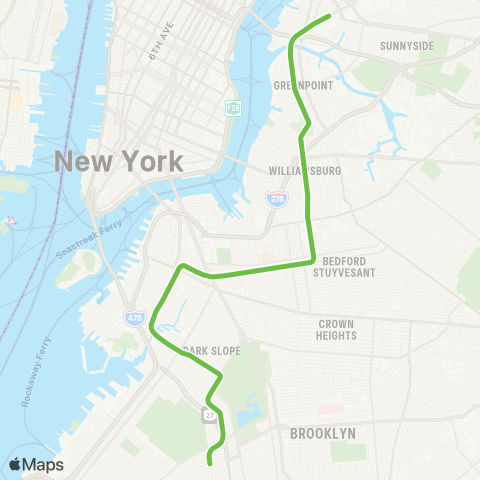 6TH AVE
SUNNYSIDE
GREENPOINT
FDR
New York
WILLIAMSBURG
278
Seastreak Ferry
BEDFORD
STUYVESANT
478
CROWN
HEIGHTS
PARK SLOPE
Rockaway Ferry
27
BROOKLYN
Maps